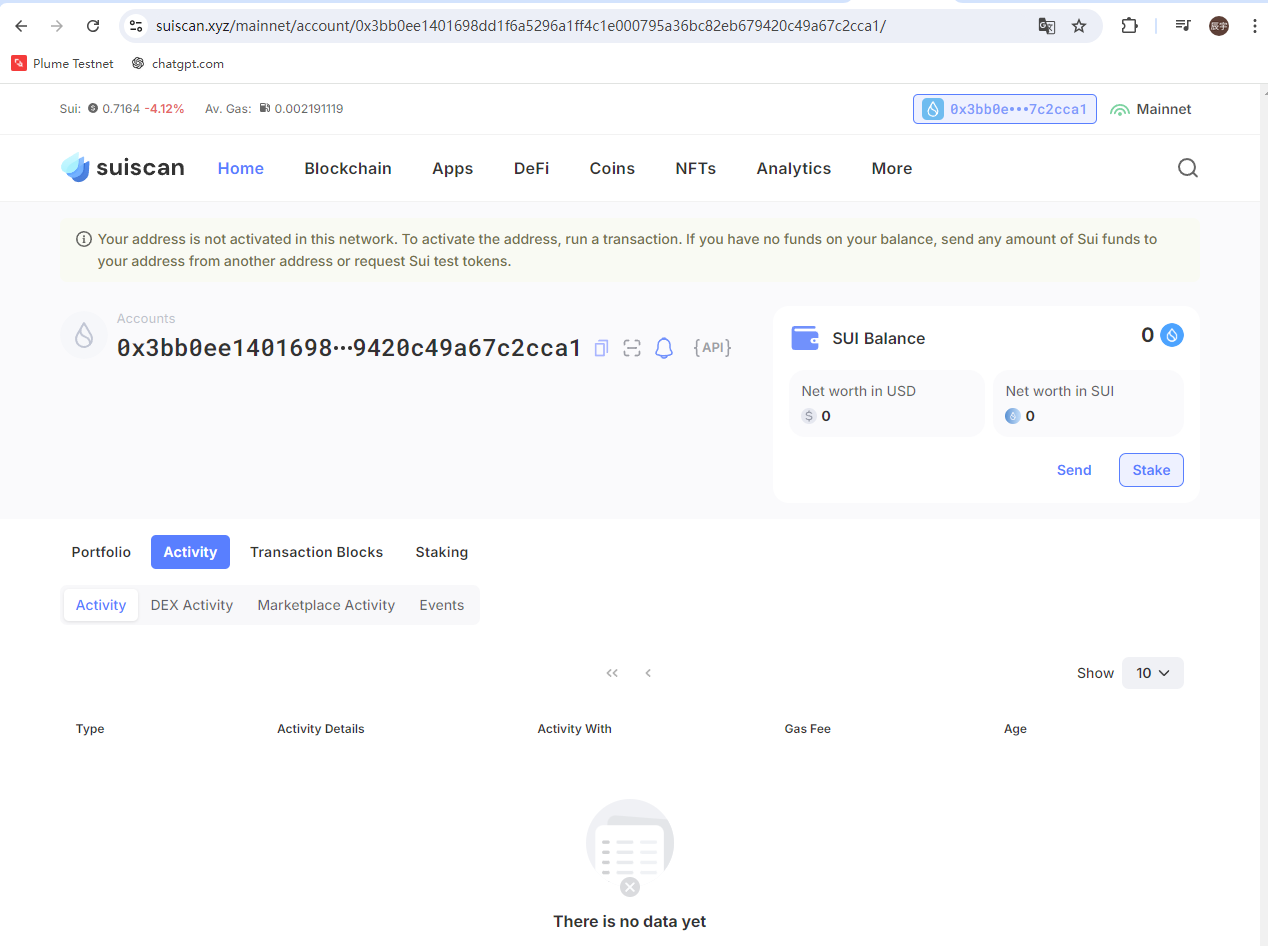 suiscan.xyz/mainnet/account/0x3bb0ee1401698dd1f6a5296a1ff4c1e000795a36bc82eb679420c49a67c2cca1/
辰宇
Plume Testnet chatgpt.com
Sui: 0.7164 -4.12% Av. Gas: 0.002191119 0x3bb0e•••7c2cca1 Mainnet
suiscan Home Blockchain Apps DeFi Coins NFTs Analytics More
Your address is not activated in this network. To activate the address, run a transaction. If you have no funds on your balance, send any amount of Sui funds to
your address from another address or request Sui test tokens.
Accounts
0x3bb0ee1401698···9420c49a67c2cca1 {API}
SUI Balance 0
Net worth in USD Net worth in SUI
$ 0 0
Send Stake
Portfolio Activity Transaction Blocks Staking
Activity DEX Activity Marketplace Activity Events
Show 10
Type Activity Details Activity With Gas Fee Age
There is no data yet